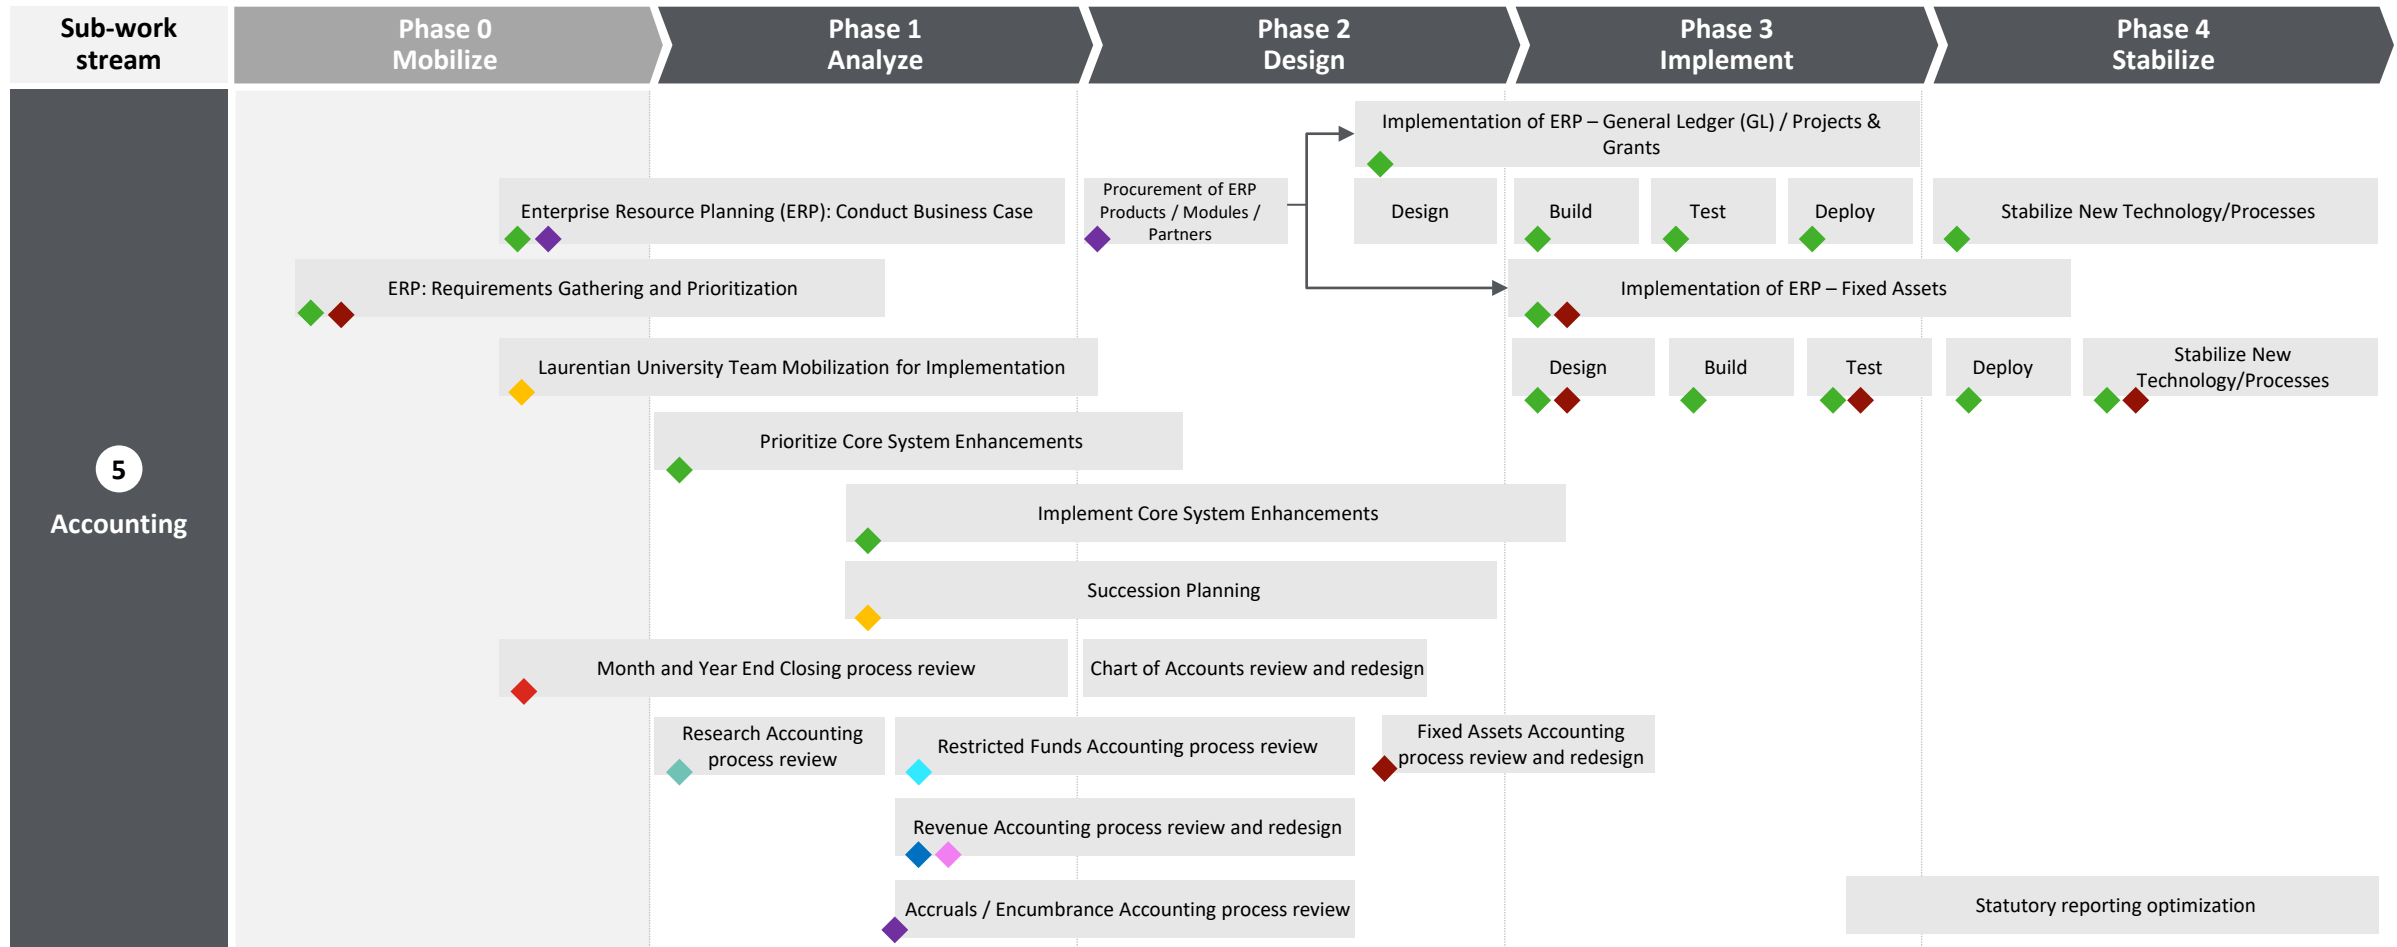 Sub-work
stream
Phase 0
Mobilize
Phase 1
Analyze
Phase 2
Design
Phase 3
Implement
Phase 4
Stabilize
5
Accounting
Implementation of ERP – General Ledger (GL) / Projects &
Grants
Enterprise Resource Planning (ERP): Conduct Business Case
Procurement of ERP
Products / Modules /
Partners
Design
Build
Test
Deploy
Stabilize New Technology/Processes
ERP: Requirements Gathering and Prioritization
Implementation of ERP – Fixed Assets
Laurentian University Team Mobilization for Implementation
Design
Build
Test
Deploy
Stabilize New
Technology/Processes
Prioritize Core System Enhancements
Implement Core System Enhancements
Succession Planning
Month and Year End Closing process review
Chart of Accounts review and redesign
Research Accounting
process review
Restricted Funds Accounting process review
Fixed Assets Accounting
process review and redesign
Revenue Accounting process review and redesign
Accruals / Encumbrance Accounting process review
Statutory reporting optimization